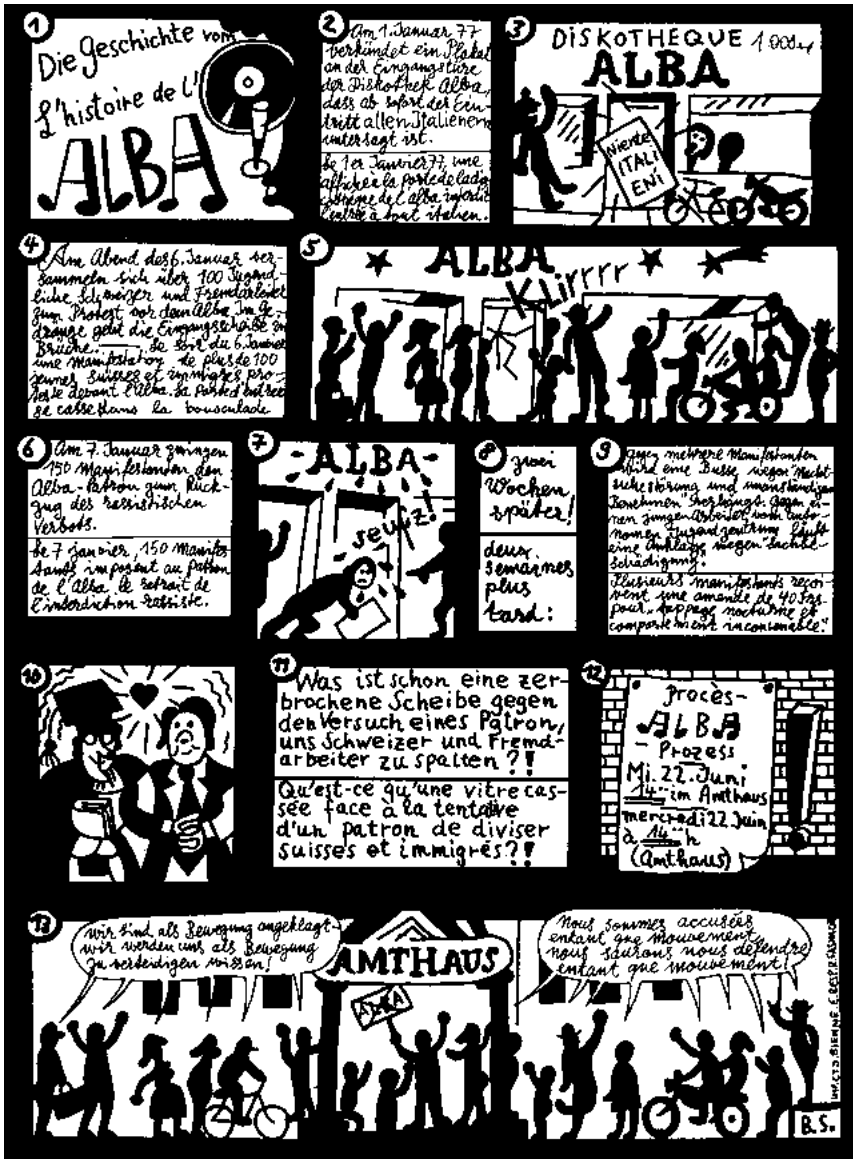 1
Die Geschichte vom
L'histoire de l'
ALBA
2
Am 1. Januar 77
verkündet ein Plakat
an der Eingangstüre
der Diskothek Alba,
dass ab sofort der Ein-
tritt allen Italienern
untersagt ist.
Le 1er Janvier 77, une
affiche à la porte de la dis-
cothèque de l'alba interdit
l'entrée à tout italien.
3
DISKOTHEQUE
ALBA
Niente
ITALI
ENI
4
Am Abend des 6. Januar ver-
sammeln sich über 100 Jugend-
liche Schweizer und Fremdarbeiter
zum Protest vor dem Alba. Im Ge-
dränge geht die Eingangsscheibe in
Brüche. Le soir du 6. Janvier
une manifestation de plus de 100
jeunes suisses et immigrés pro-
teste devant l'Alba. La porte d'entrée
se casse dans la bousculade
5
ALBA
Klirrrr
6
Am 7. Januar zwingen
150 Manifestanten den
Alba-Patron zum Rück-
zug des rassistischen
Verbots.
Le 7 janvier, 150 manifes-
tants imposent au patron
de l'Alba, le retrait de
l'interdiction rassiste.
7
ALBA
seufz!
8
zwei
Wochen
später!
deux
semaines
plus
tard:
9
Gegen mehrere Manifestanten
wird eine Busse wegen "Nacht-
ruhestörung und unanständigen
Benehmen" verhängt. Gegen ei-
nen jungen Arbeiter vom auto-
nomen Jugendzentrum läuft
eine Anklage wegen "Sachbe-
schädigung.
Plusieurs manifestants reçoi-
vent une amende de 40 Frs.
pour "tappage nocturne et
comportement inconvenable."
10
11
Was ist schon eine zer-
brochene Scheibe gegen
den Versuch eines Patron,
uns Schweizer und Fremd-
arbeiter zu spalten?!
Qu'est-ce qu'une vitre cas-
sée face à la tentative
d'un patron de diviser
suisses et immigrés?!
12
Procès-
ALBA
-Prozess
Mi. 22. Juni
14°° im Amthaus
mercredi 22 Juin
à 14°° h
(Amthaus)
!
13
wir sind als Bewegung angeklagt-
wir werden uns als Bewegung
zu verteidigen wissen!
AMTHAUS
Nous sommes accusées
entant que mouvement,
nous saurons nous défendre
entant que mouvement!
ALBA
B.S.